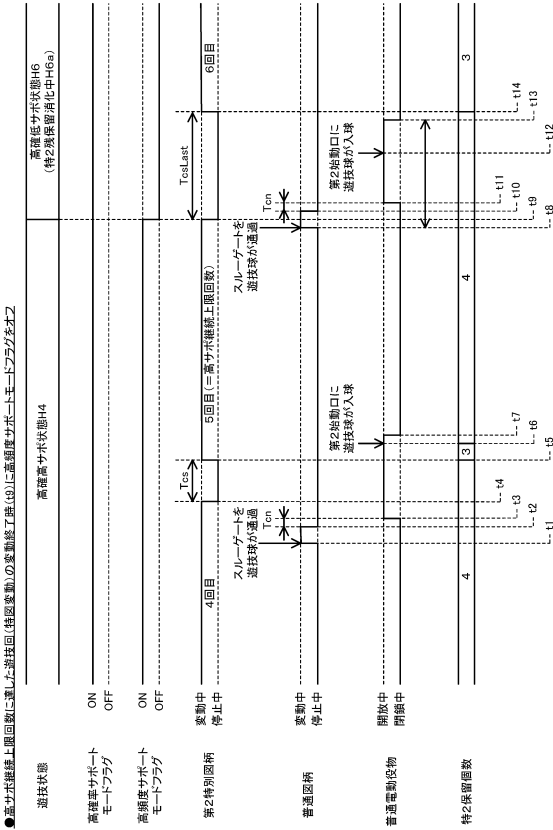 ●高サポ継続上限回数に達した遊技回(特図変動)の変動終了時(t9)に高頻度サポートモードフラグをオフ
遊技状態
高確高サポ状態H4
高確低サポ状態H6
(特2残保留消化中H6a)
高確率サポート
モードフラグ
ON
OFF
高頻度サポート
モードフラグ
ON
OFF
第2特別図柄
変動中
停止中
4回目
Tcs
5回目(=高サポ継続上限回数)
TcsLast
6回目
スルーゲートを
遊技球が通過
スルーゲートを
遊技球が通過
普通図柄
変動中
停止中
Tcn
Tcn
第2始動口に
遊技球が入球
第2始動口に
遊技球が入球
普通電動役物
開放中
閉鎖中
特2保留個数
4
3
4
3
t1
t2
t3
t4
t5
t6
t7
t8
t9
t10
t11
t12
t13
t14